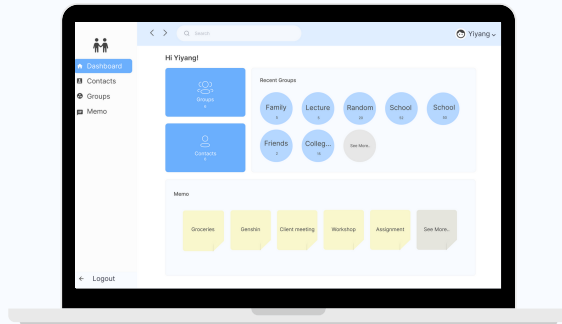 Search
Yiyang
Dashboard
Contacts
Groups
Memo
Logout
Hi Yiyang!
Groups
Contacts
Recent Groups
Family
Lecture
Random
School
School
Friends
Colleg...
See More..
Memo
Groceries
Genshin
Client meeting
Workshop
Assignment
See More..